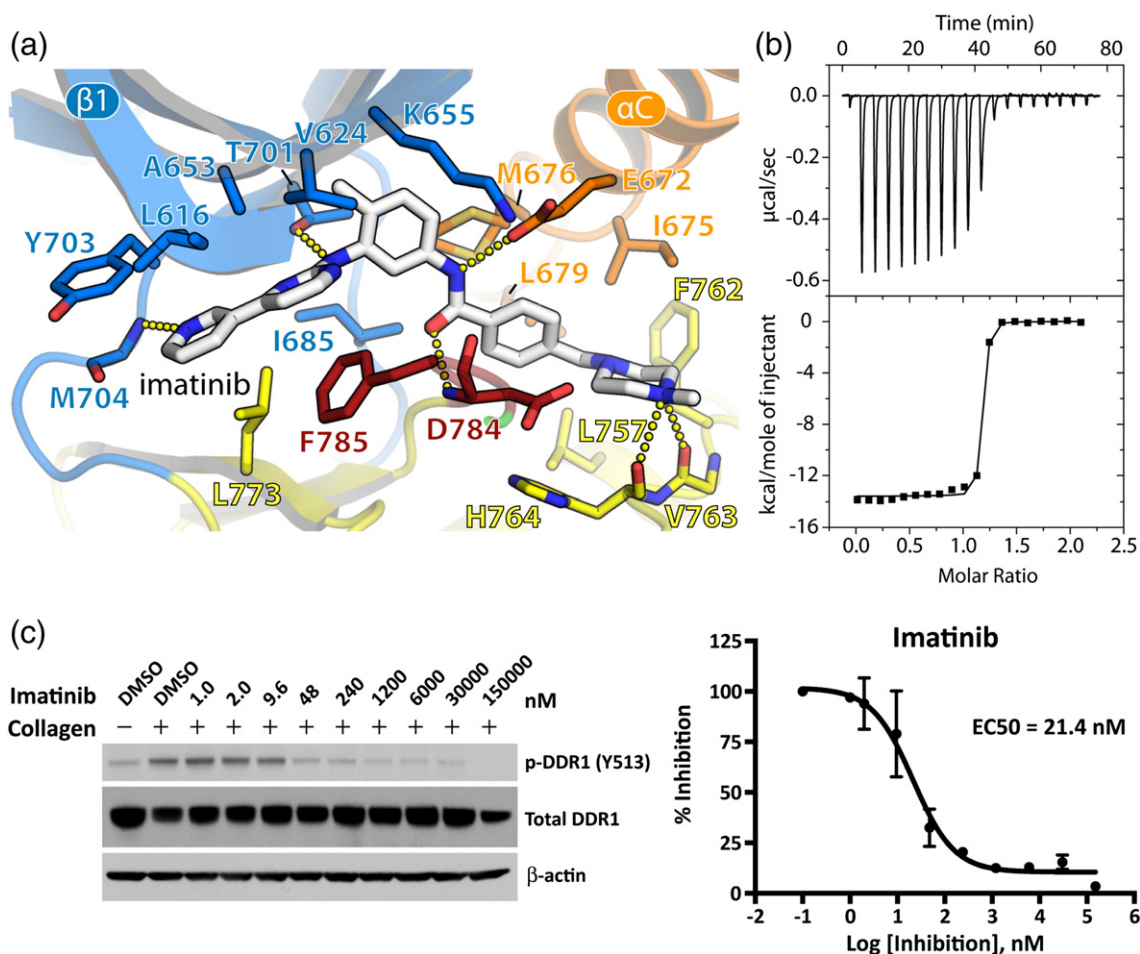 (a)
β1
αC
K655
V624
T701
A653
M676
E672
L616
Y703
I675
L679
F762
I685
imatinib
M704
F785
D784
L757
L773
H764
V763
(b)
Time (min)
0 20 40 60 80
0.0
-0.2
-0.4
-0.6
µcal/sec
0
-4
-8
-12
-16
kcal/mole of injectant
0.0 0.5 1.0 1.5 2.0 2.5
Molar Ratio
(c)
Imatinib DMSO DMSO 1.0 2.0 9.6 48 240 1200 6000 30000 150000 nM
Collagen − + + + + + + + + + +
p-DDR1 (Y513)
Total DDR1
β-actin
Imatinib
EC50 = 21.4 nM
% Inhibition
125
100
75
50
25
0
-2 -1 0 1 2 3 4 5 6
Log [Inhibition], nM